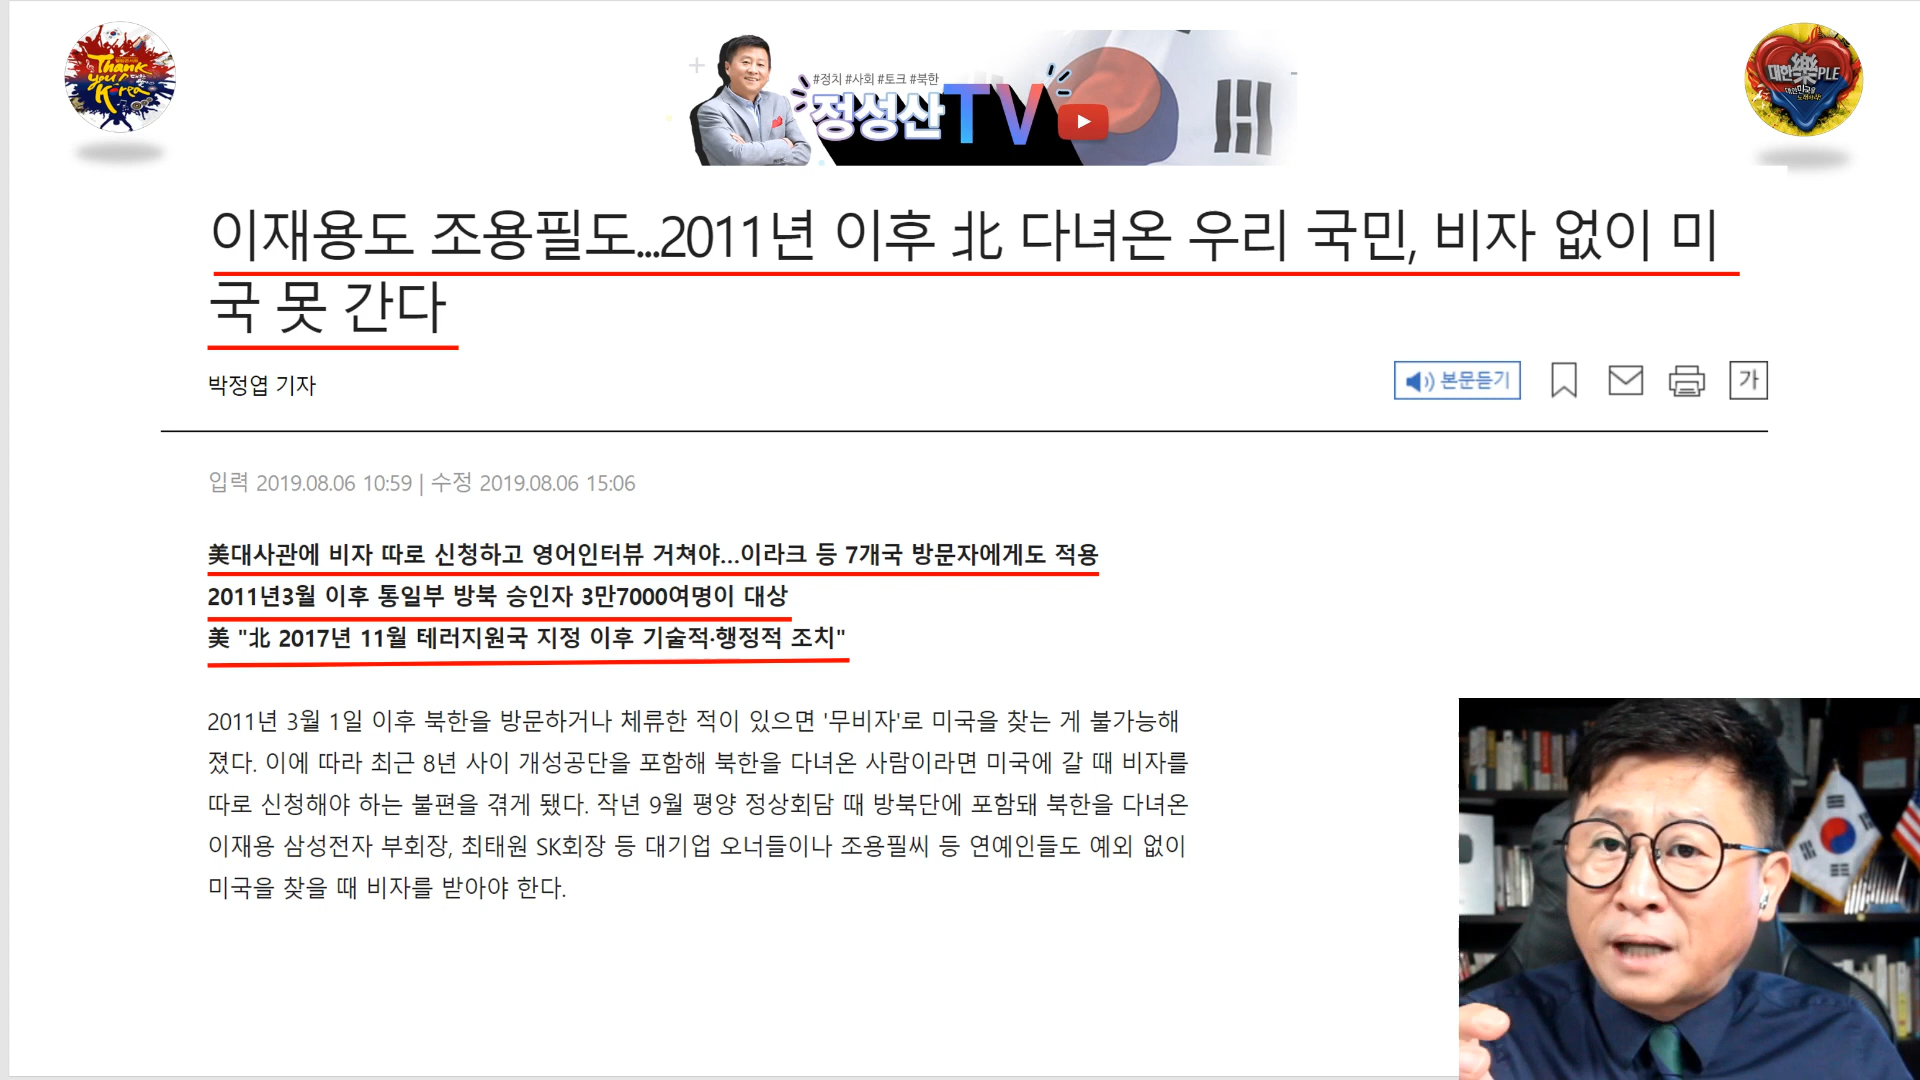 Thank
you!
K-rea
#정치 #사회 #토크 #북한
정성산TV
대한樂PLE
이재용도 조용필도...2011년 이후 北 다녀온 우리 국민, 비자 없이 미
국 못 간다
박정엽 기자
본문듣기
가
입력 2019.08.06 10:59 | 수정 2019.08.06 15:06
美대사관에 비자 따로 신청하고 영어인터뷰 거쳐야...이라크 등 7개국 방문자에게도 적용
2011년3월 이후 통일부 방북 승인자 3만7000여명이 대상
美 "北 2017년 11월 테러지원국 지정 이후 기술적·행정적 조치"
2011년 3월 1일 이후 북한을 방문하거나 체류한 적이 있으면 '무비자'로 미국을 찾는 게 불가능해
졌다. 이에 따라 최근 8년 사이 개성공단을 포함해 북한을 다녀온 사람이라면 미국에 갈 때 비자를
따로 신청해야 하는 불편을 겪게 됐다. 작년 9월 평양 정상회담 때 방북단에 포함돼 북한을 다녀온
이재용 삼성전자 부회장, 최태원 SK회장 등 대기업 오너들이나 조용필씨 등 연예인들도 예외 없이
미국을 찾을 때 비자를 받아야 한다.